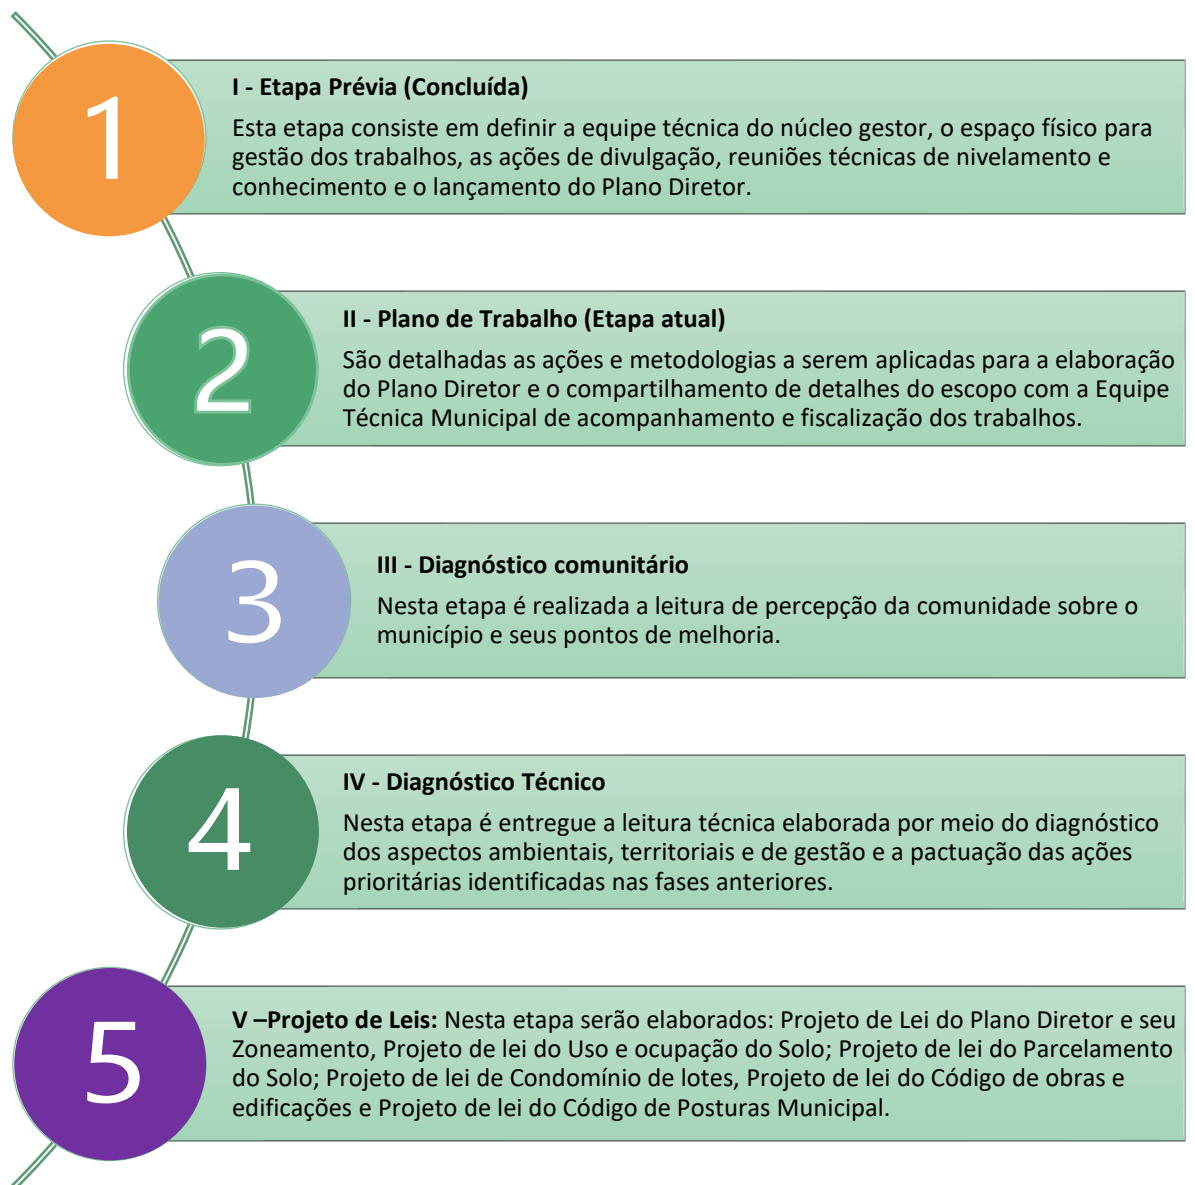 1
I - Etapa Prévia (Concluída)
Esta etapa consiste em definir a equipe técnica do núcleo gestor, o espaço físico para
gestão dos trabalhos, as ações de divulgação, reuniões técnicas de nivelamento e
conhecimento e o lançamento do Plano Diretor.
2
II - Plano de Trabalho (Etapa atual)
São detalhadas as ações e metodologias a serem aplicadas para a elaboração
do Plano Diretor e o compartilhamento de detalhes do escopo com a Equipe
Técnica Municipal de acompanhamento e fiscalização dos trabalhos.
3
III - Diagnóstico comunitário
Nesta etapa é realizada a leitura de percepção da comunidade sobre o
município e seus pontos de melhoria.
4
IV - Diagnóstico Técnico
Nesta etapa é entregue a leitura técnica elaborada por meio do diagnóstico
dos aspectos ambientais, territoriais e de gestão e a pactuação das ações
prioritárias identificadas nas fases anteriores.
5
V –Projeto de Leis: Nesta etapa serão elaborados: Projeto de Lei do Plano Diretor e seu
Zoneamento, Projeto de lei do Uso e ocupação do Solo; Projeto de lei do Parcelamento
do Solo; Projeto de lei de Condomínio de lotes, Projeto de lei do Código de obras e
edificações e Projeto de lei do Código de Posturas Municipal.